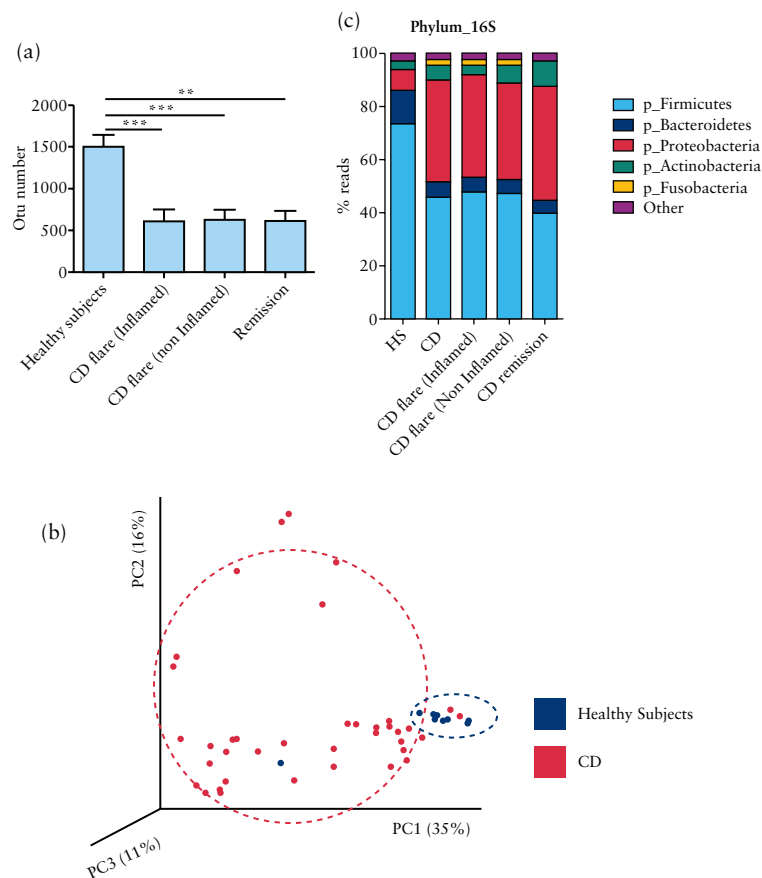 (a)
Otu number
2000
1500
1000
500
0
**
***
***
Healthy subjects
CD flare (Inflamed)
CD flare (non Inflamed)
Remission
(c)
Phylum_16S
% reads
100
80
60
40
20
0
HS
CD
CD flare (Inflamed)
CD flare (Non Inflamed)
CD remission
p_Firmicutes
p_Bacteroidetes
p_Proteobacteria
p_Actinobacteria
p_Fusobacteria
Other
(b)
PC2 (16%)
PC1 (35%)
PC3 (11%)
Healthy Subjects
CD